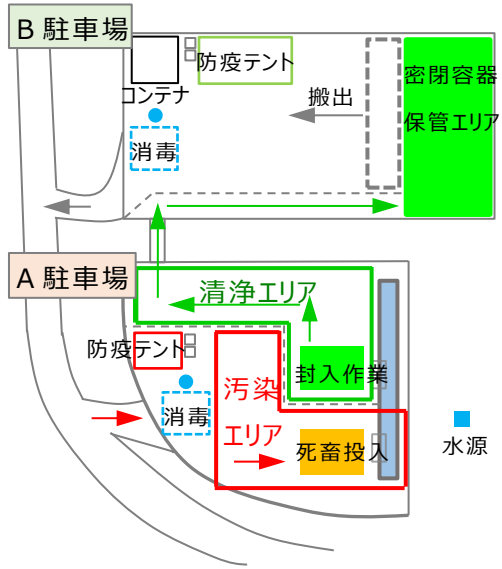 B 駐車場
防疫テント
密閉容器
保管エリア
コンテナ
搬出
消毒
A 駐車場
清浄エリア
防疫テント
封入作業
消毒
汚染
エリア
死畜投入
水源